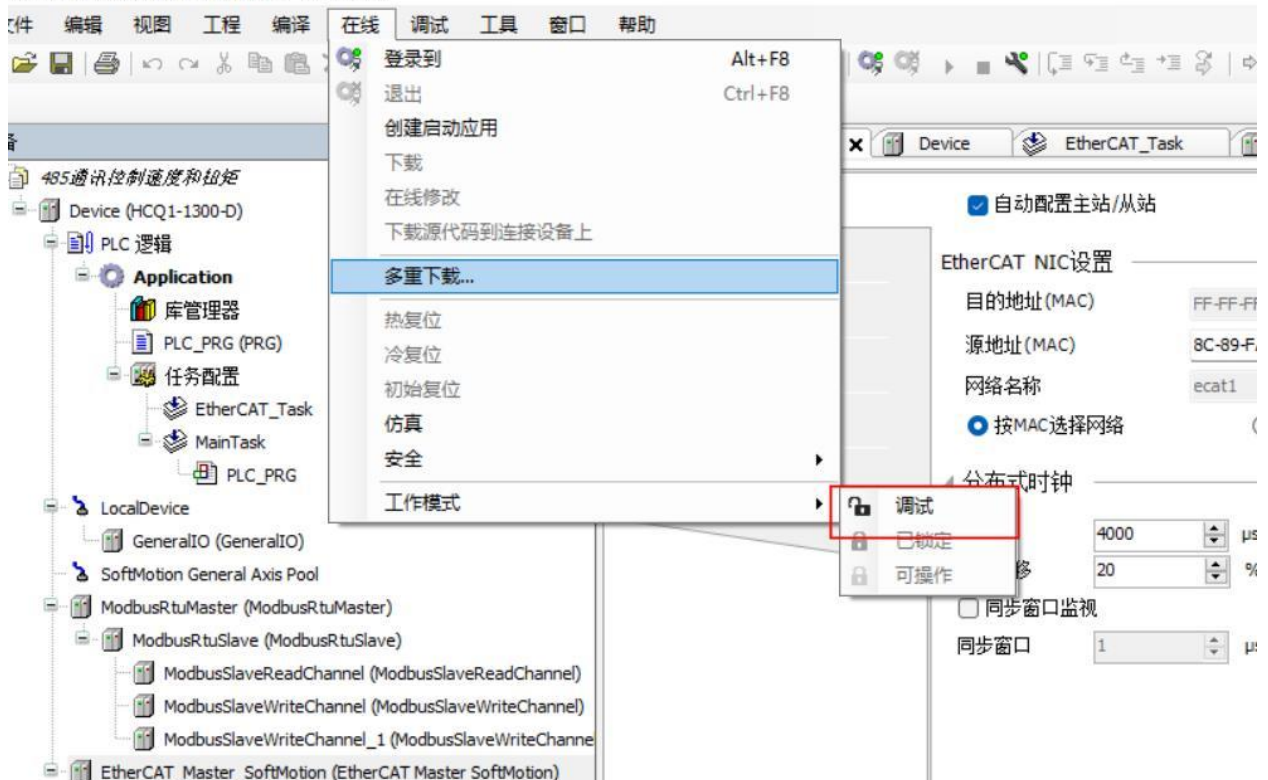 文件 编辑 视图 工程 编译 在线 调试 工具 窗口 帮助
登录到 Alt+F8
退出 Ctrl+F8
创建启动应用
下载
在线修改
下载源代码到连接设备上
多重下载...
热复位
冷复位
初始复位
仿真
安全
工作模式
调试
已锁定
可操作
485通讯控制速度和扭矩
Device (HCQ1-1300-D)
PLC 逻辑
Application
库管理器
PLC_PRG (PRG)
任务配置
EtherCAT_Task
MainTask
PLC_PRG
LocalDevice
GeneralIO (GeneralIO)
SoftMotion General Axis Pool
ModbusRtuMaster (ModbusRtuMaster)
ModbusRtuSlave (ModbusRtuSlave)
ModbusSlaveReadChannel (ModbusSlaveReadChannel)
ModbusSlaveWriteChannel (ModbusSlaveWriteChannel)
ModbusSlaveWriteChannel_1 (ModbusSlaveWriteChanne
EtherCAT_Master_SoftMotion (EtherCAT Master SoftMotion)
Device EtherCAT_Task
自动配置主站/从站
EtherCAT NIC设置
目的地址(MAC) FF-FF-FF
源地址(MAC) 8C-89-FA
网络名称 ecat1
按MAC选择网络
分布式时钟
4000 µs
移 20 %
同步窗口监视
同步窗口 1 µs